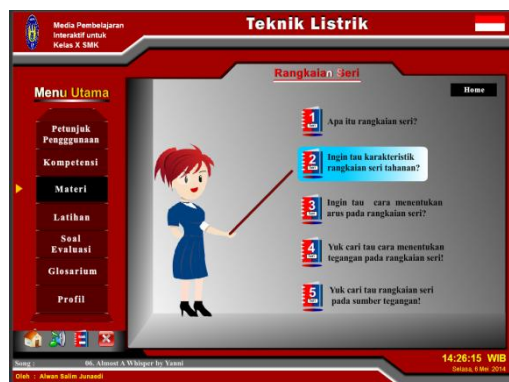 Media Pembelajaran
Interaktif untuk
Kelas X SMK
Teknik Listrik
Rangkaian Seri
Home
Menu Utama
Petunjuk
Pengggunaan
Kompetensi
Materi
Latihan
Soal
Evaluasi
Glosarium
Profil
1
Apa itu rangkaian seri?
2
Ingin tau karakteristik
rangkaian seri tahanan?
3
Ingin tau cara menentukan
arus pada rangkaian seri?
4
Yuk cari tau cara menentukan
tegangan pada rangkaian seri!
5
Yuk cari tau rangkaian seri
pada sumber tegangan!
Song : 06. Almost A Whisper by Yanni
14:26:15 WIB
Selasa, 6 Mei 2014
Oleh : Alwan Salim Junaedi